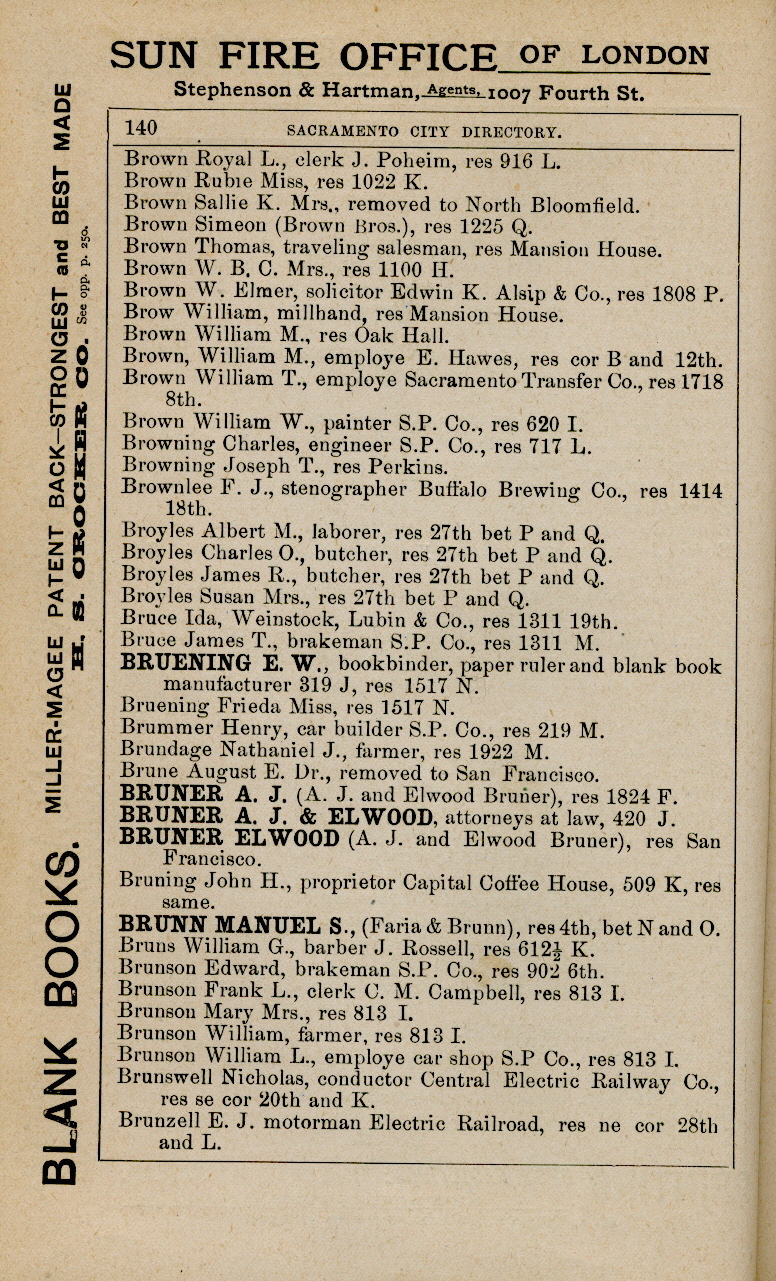 SUN FIRE OFFICE OF LONDON
Stephenson & Hartman, Agents, 1007 Fourth St.
140 SACRAMENTO CITY DIRECTORY.
Brown Royal L., clerk J. Poheim, res 916 L.
Brown Rubie Miss, res 1022 K.
Brown Sallie K. Mrs., removed to North Bloomfield.
Brown Simeon (Brown Bros.), res 1225 Q.
Brown Thomas, traveling salesman, res Mansion House.
Brown W. B. C. Mrs., res 1100 H.
Brown W. Elmer, solicitor Edwin K. Alsip & Co., res 1808 P.
Brow William, millhand, res Mansion House.
Brown William M., res Oak Hall.
Brown, William M., employe E. Hawes, res cor B and 12th.
Brown William T., employe Sacramento Transfer Co., res 1718
8th.
Brown William W., painter S.P. Co., res 620 I.
Browning Charles, engineer S.P. Co., res 717 L.
Browning Joseph T., res Perkins.
Brownlee F. J., stenographer Buffalo Brewing Co., res 1414
18th.
Broyles Albert M., laborer, res 27th bet P and Q.
Broyles Charles O., butcher, res 27th bet P and Q.
Broyles James R., butcher, res 27th bet P and Q.
Broyles Susan Mrs., res 27th bet P and Q.
Bruce Ida, Weinstock, Lubin & Co., res 1311 19th.
Bruce James T., brakeman S.P. Co., res 1311 M.
BRUENING E. W., bookbinder, paper ruler and blank book
manufacturer 319 J, res 1517 N.
Bruening Frieda Miss, res 1517 N.
Brummer Henry, car builder S.P. Co., res 219 M.
Brundage Nathaniel J., farmer, res 1922 M.
Brune August E. Dr., removed to San Francisco.
BRUNER A. J. (A. J. and Elwood Bruner), res 1824 F.
BRUNER A. J. & ELWOOD, attorneys at law, 420 J.
BRUNER ELWOOD (A. J. and Elwood Bruner), res San
Francisco.
Bruning John H., proprietor Capital Coffee House, 509 K, res
same.
BRUNN MANUEL S., (Faria & Brunn), res 4th, bet N and O.
Bruns William G., barber J. Rossell, res 612½ K.
Brunson Edward, brakeman S.P. Co., res 902 6th.
Brunson Frank L., clerk C. M. Campbell, res 813 I.
Brunson Mary Mrs., res 813 I.
Brunson William, farmer, res 813 I.
Brunson William L., employe car shop S.P Co., res 813 I.
Brunswell Nicholas, conductor Central Electric Railway Co.,
res se cor 20th and K.
Brunzell E. J. motorman Electric Railroad, res ne cor 28th
and L.
BLANK BOOKS. MILLER-MAGEE PATENT BACK—STRONGEST and BEST MADE
H. S. CROCKER CO. See opp. p. 250.